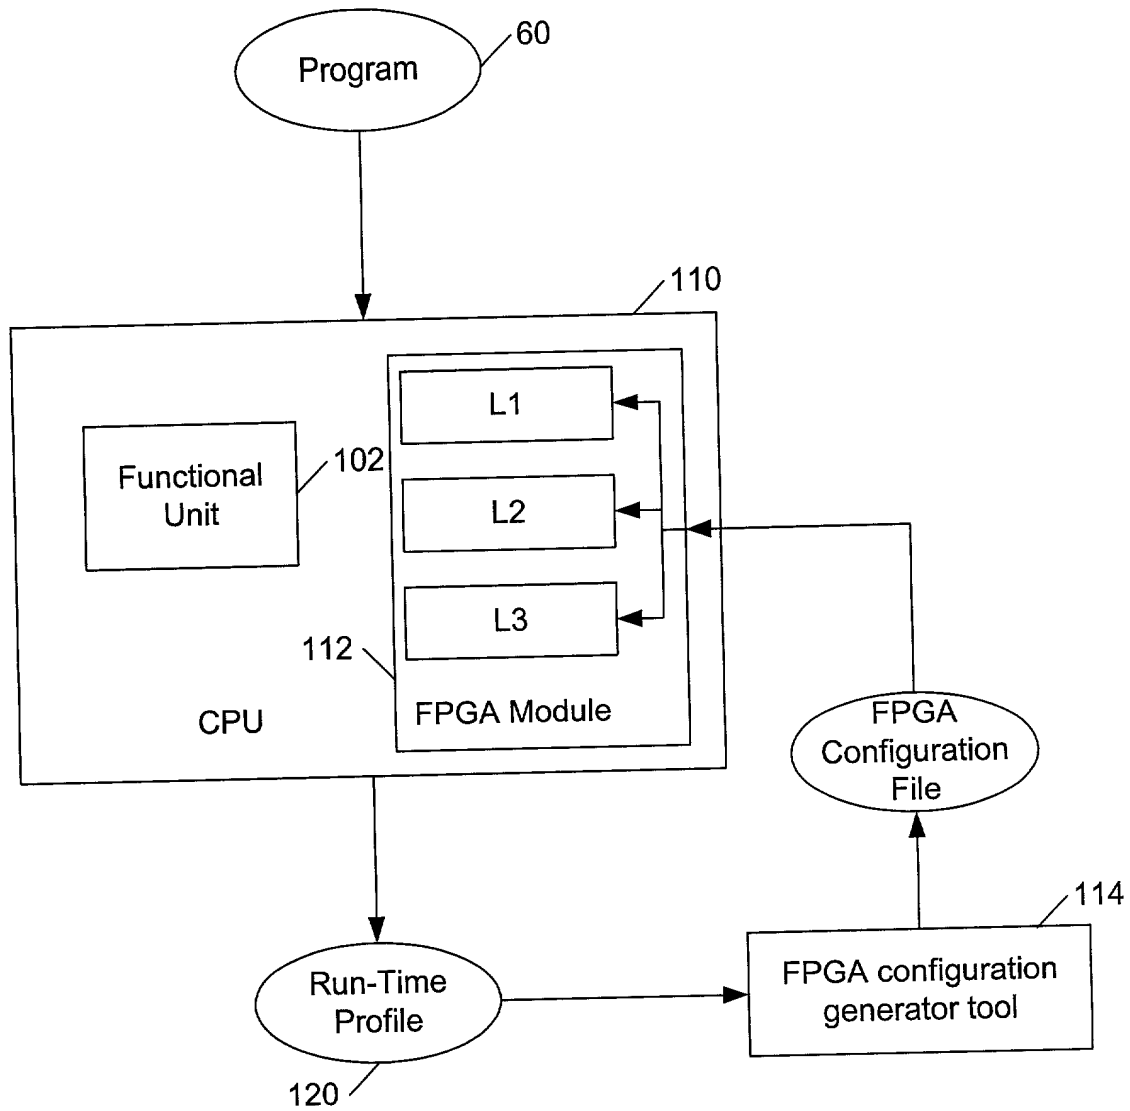 Program
60
110
L1
Functional
Unit
102
L2
L3
112
FPGA Module
CPU
FPGA
Configuration
File
114
FPGA configuration
generator tool
Run-Time
Profile
120